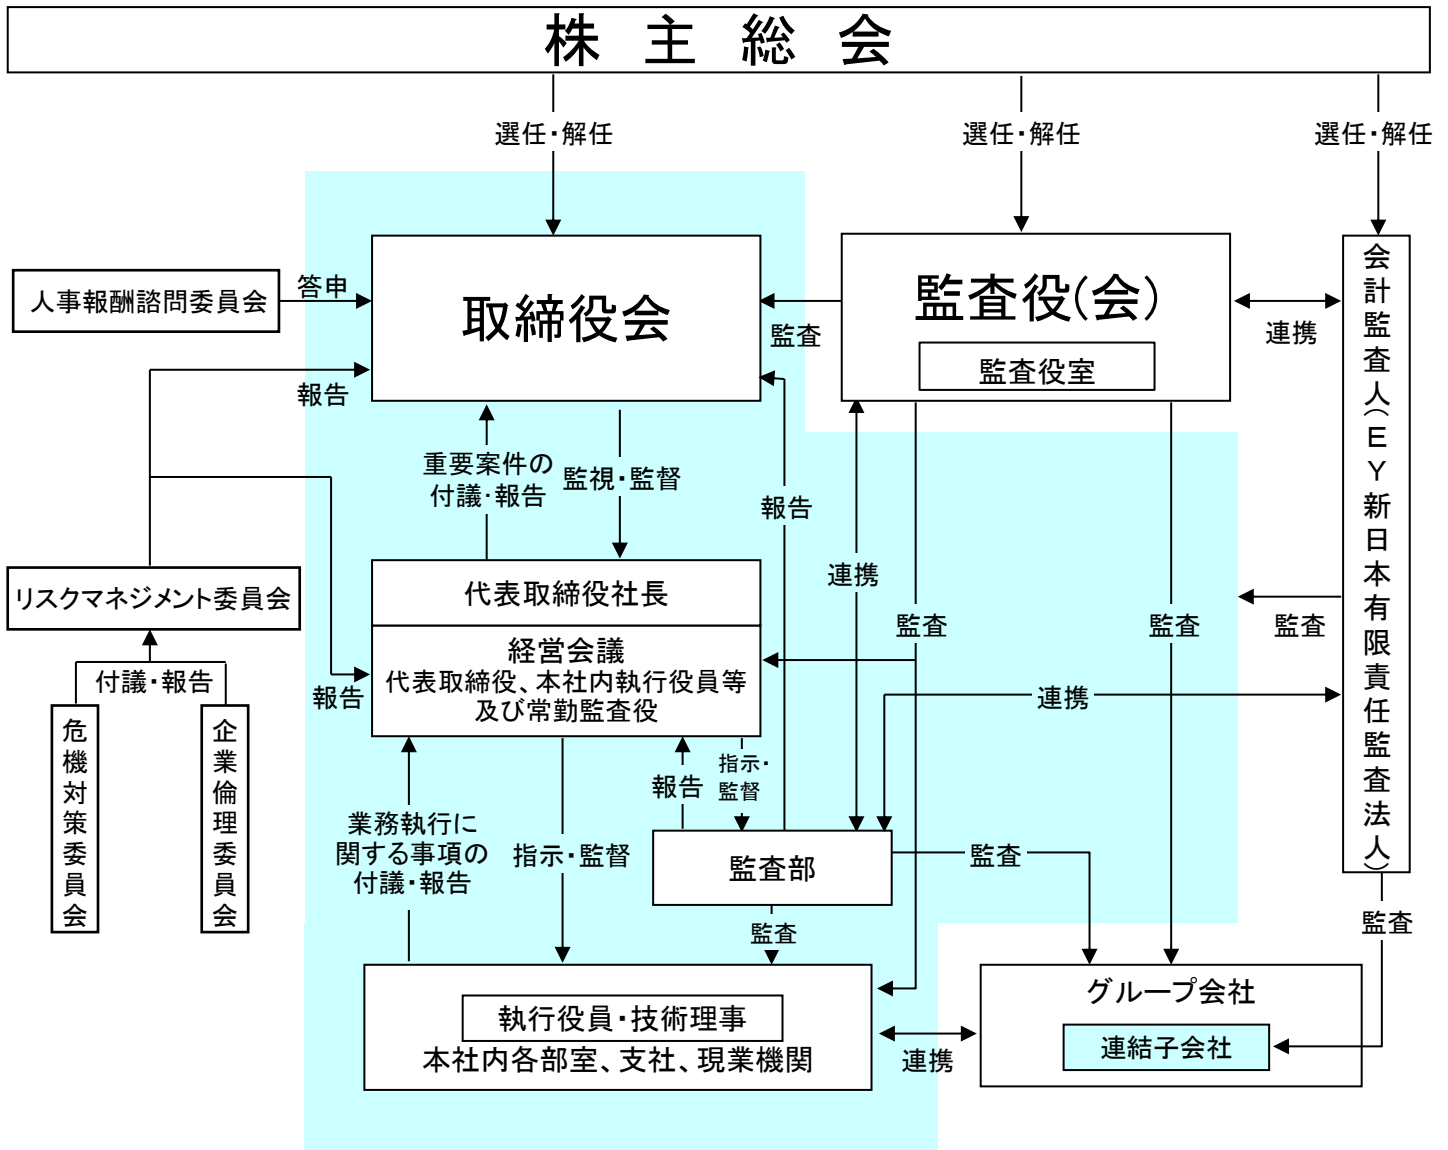 株 主 総 会
選任・解任
選任・解任
選任・解任
人事報酬諮問委員会
答申
取締役会
監査
監査役(会)
監査役室
連携
会計監査人(EY新日本有限責任監査法人)
報告
重要案件の
付議・報告
監視・監督
報告
連携
監査
監査
監査
リスクマネジメント委員会
付議・報告
危機対策委員会
企業倫理委員会
報告
代表取締役社長
経営会議
代表取締役、本社内執行役員等
及び常勤監査役
連携
報告
指示・
監督
業務執行に
関する事項の
付議・報告
指示・監督
監査部
監査
監査
監査
執行役員・技術理事
本社内各部室、支社、現業機関
連携
グループ会社
連結子会社